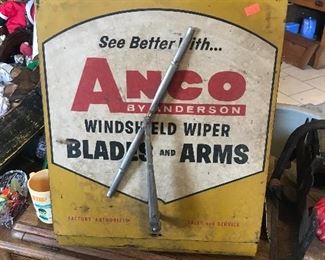 See Better With...
ANCO
BY ANDERSON
WINDSHIELD WIPER
BLADES AND ARMS
FACTORY AUTHORIZED SALES AND SERVICE